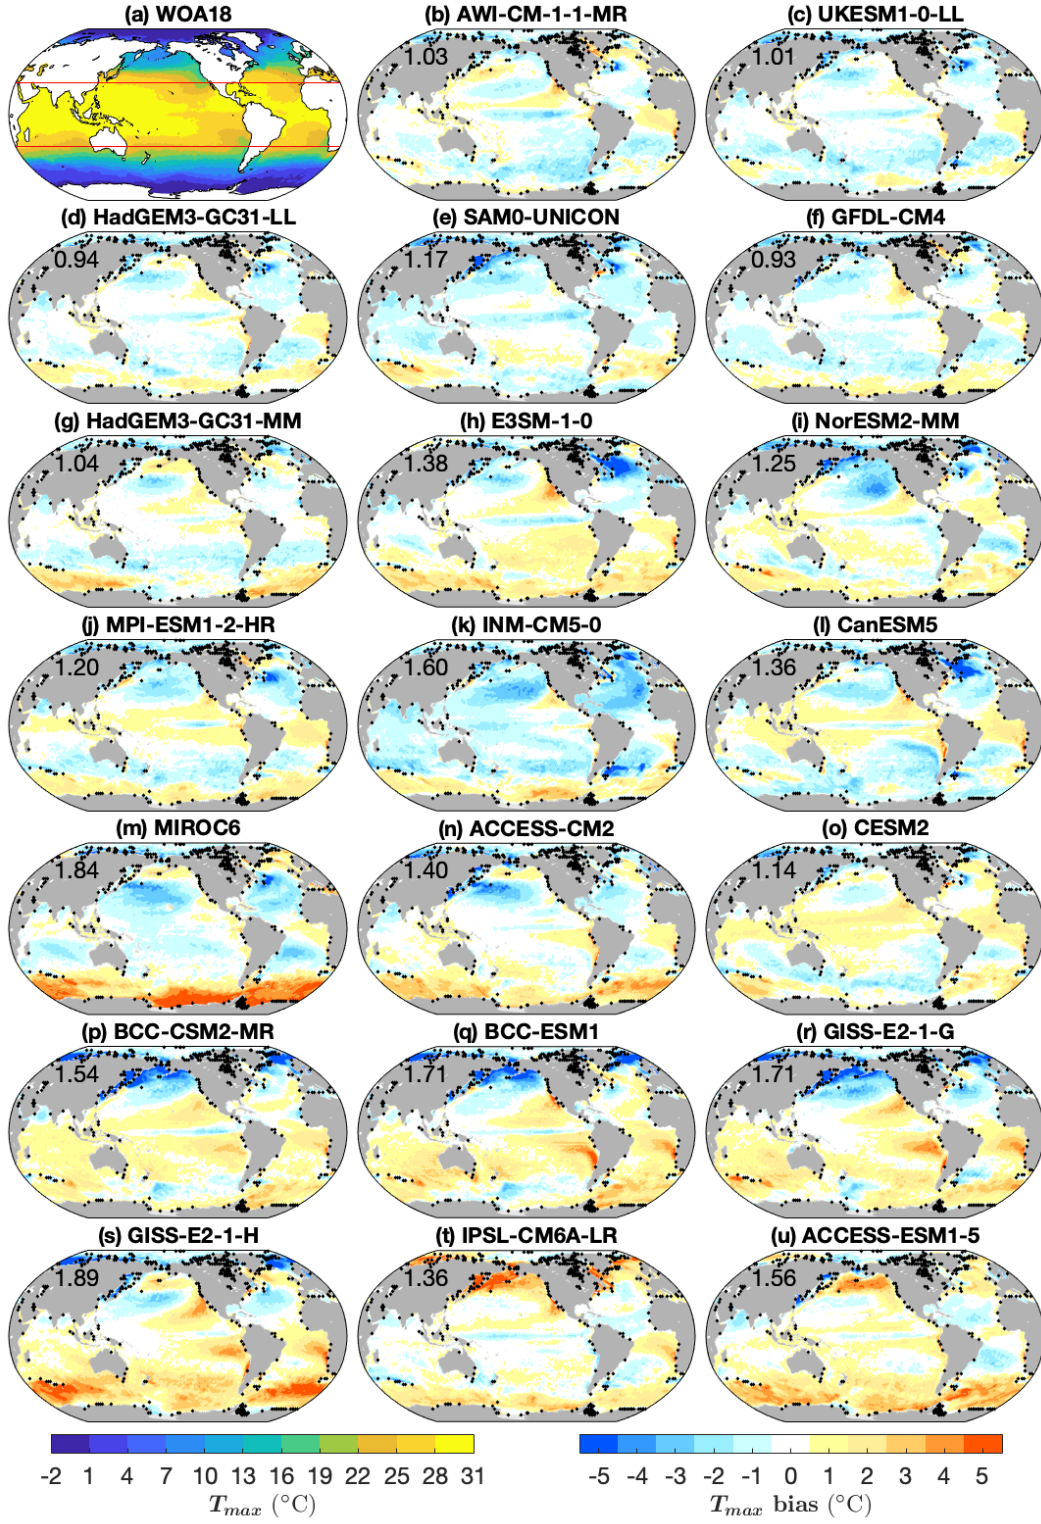 (a) WOA18
(b) AWI-CM-1-1-MR
1.03
(c) UKESM1-0-LL
1.01
(d) HadGEM3-GC31-LL
0.94
(e) SAM0-UNICON
1.17
(f) GFDL-CM4
0.93
(g) HadGEM3-GC31-MM
1.04
(h) E3SM-1-0
1.38
(i) NorESM2-MM
1.25
(j) MPI-ESM1-2-HR
1.20
(k) INM-CM5-0
1.60
(l) CanESM5
1.36
(m) MIROC6
1.84
(n) ACCESS-CM2
1.40
(o) CESM2
1.14
(p) BCC-CSM2-MR
1.54
(q) BCC-ESM1
1.71
(r) GISS-E2-1-G
1.71
(s) GISS-E2-1-H
1.89
(t) IPSL-CM6A-LR
1.36
(u) ACCESS-ESM1-5
1.56
-2 1 4 7 10 13 16 19 22 25 28 31
Tmax (°C)
-5 -4 -3 -2 -1 0 1 2 3 4 5
Tmax bias (°C)